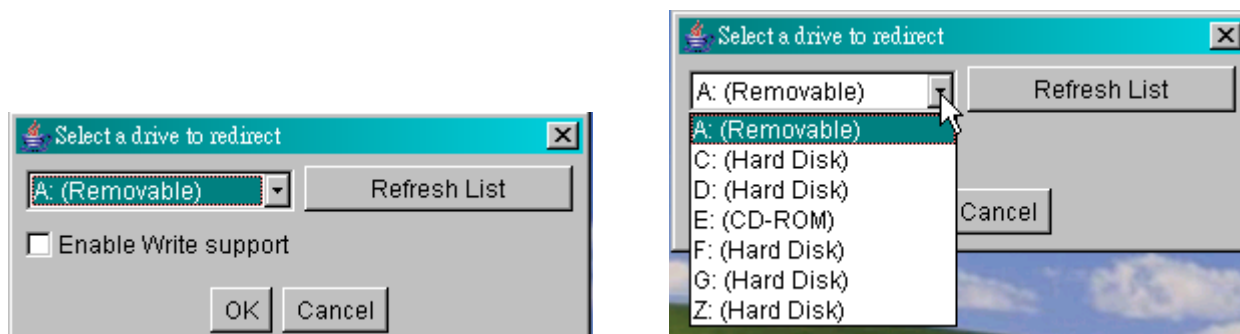 Select a drive to redirect
A: (Removable)
Refresh List
Enable Write support
OK
Cancel
Select a drive to redirect
A: (Removable)
Refresh List
A: (Removable)
C: (Hard Disk)
D: (Hard Disk)
E: (CD-ROM)
F: (Hard Disk)
G: (Hard Disk)
Z: (Hard Disk)
Cancel